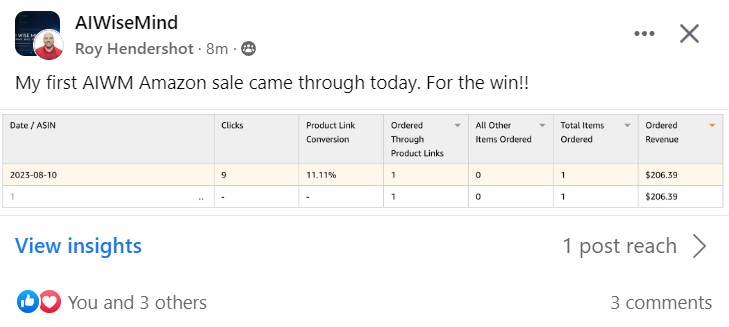 AIWiseMind
Roy Hendershot · 8m ·
My first AIWM Amazon sale came through today. For the win!!
Date / ASIN Clicks Product Link Conversion Ordered Through Product Links All Other Items Ordered Total Items Ordered Ordered Revenue
2023-08-10 9 11.11% 1 0 1 $206.39
1 .. - - 1 0 1 $206.39
View insights 1 post reach
You and 3 others 3 comments